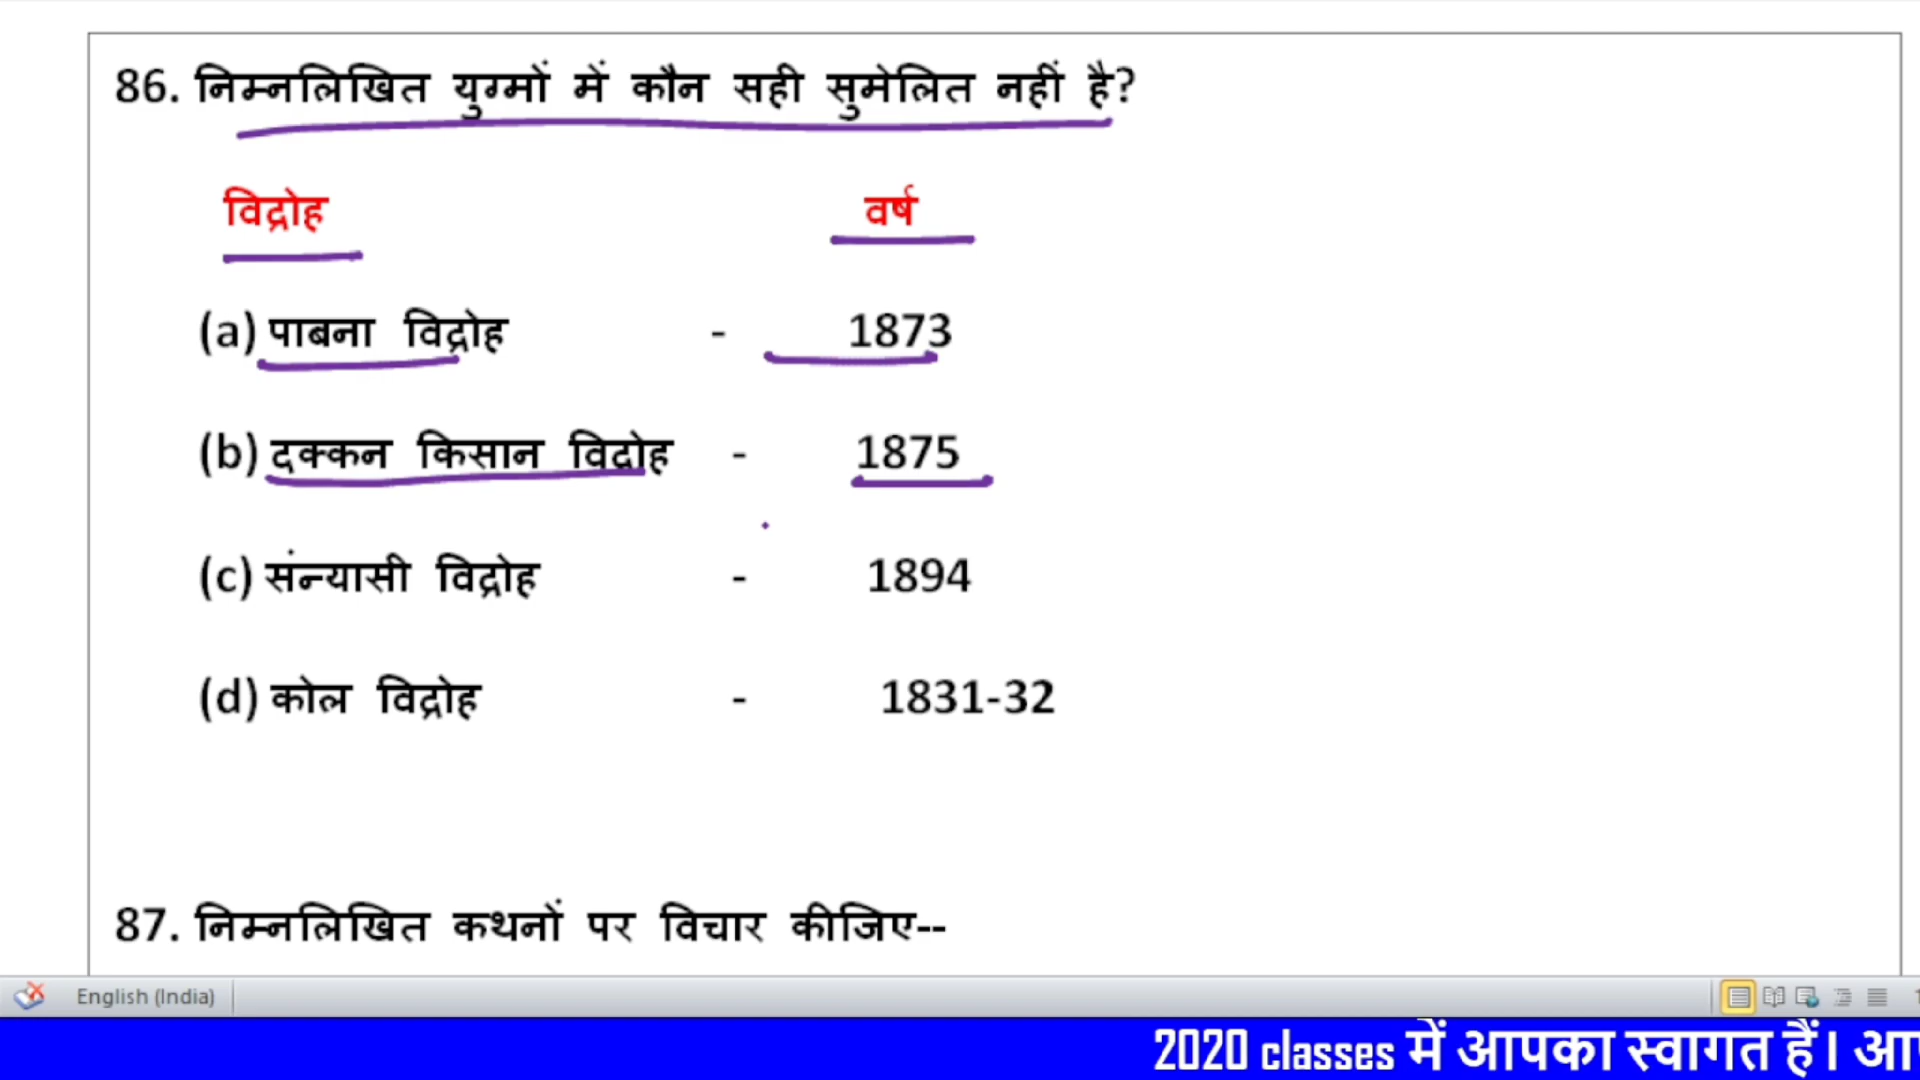 86. निम्नलिखित युग्मों में कौन सही सुमेलित नहीं है?
विद्रोह वर्ष
(a) पाबना विद्रोह - 1873
(b) दक्कन किसान विद्रोह - 1875
(c) संन्यासी विद्रोह - 1894
(d) कोल विद्रोह - 1831-32
87. निम्नलिखित कथनों पर विचार कीजिए--
English (India)
2020 classes में आपका स्वागत हैं।